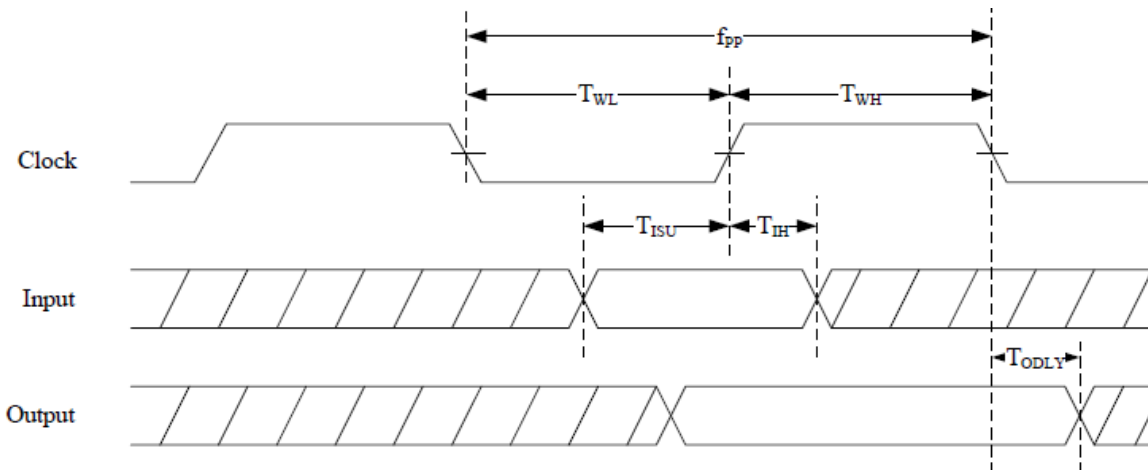 fPP
TWL
TWH
Clock
TISU
TIH
Input
TODLY
Output